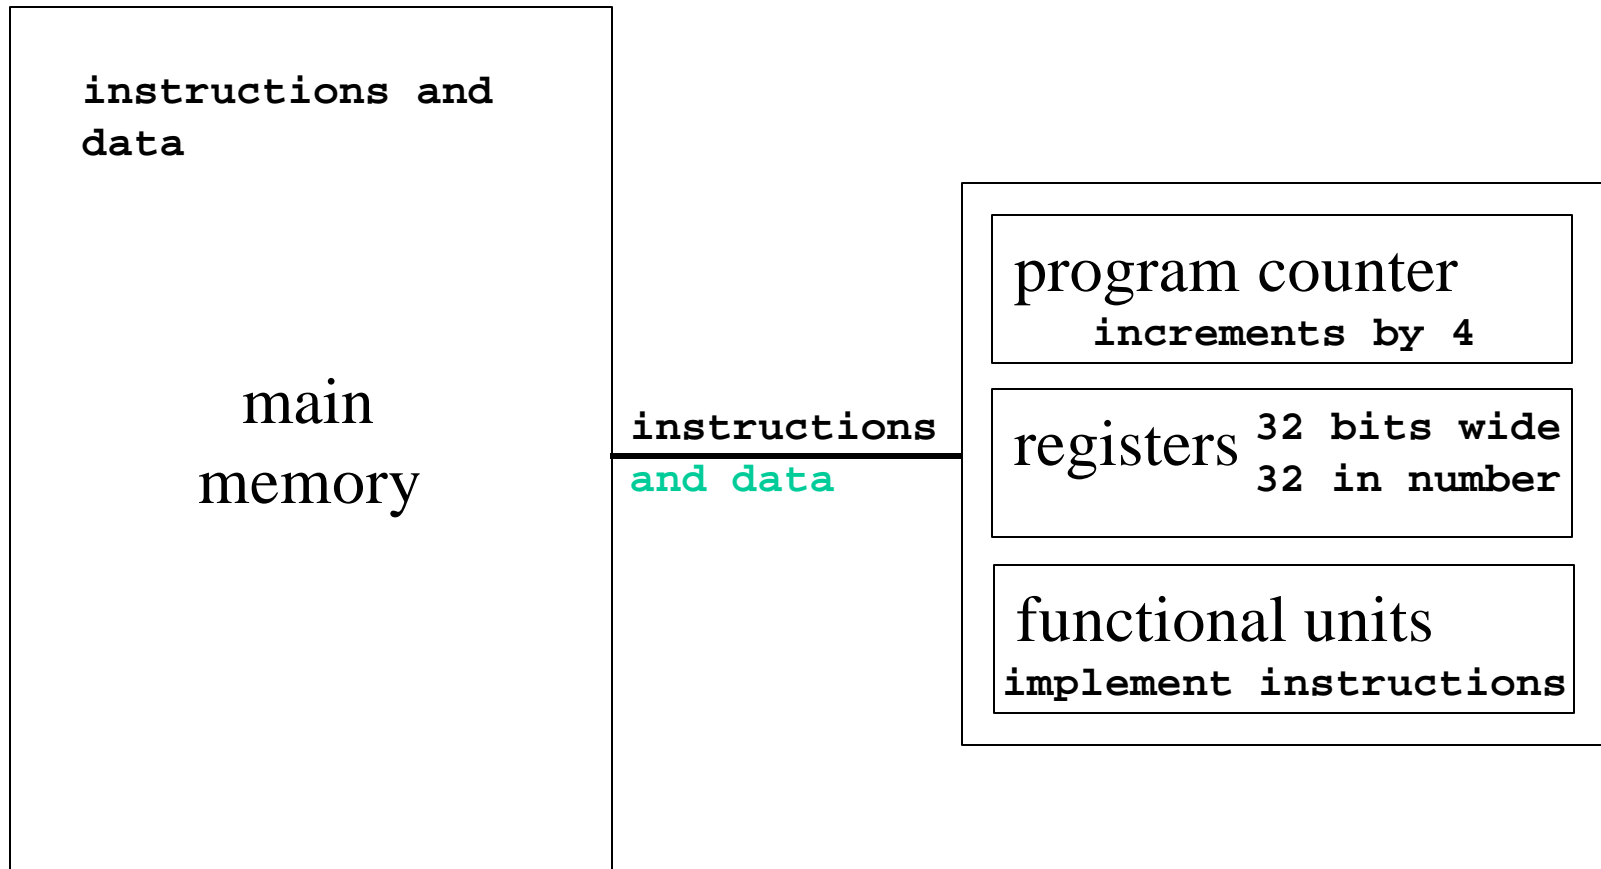 instructions and
data
main
memory
instructions
and data
program counter
increments by 4
registers
32 bits wide
32 in number
functional units
implement instructions